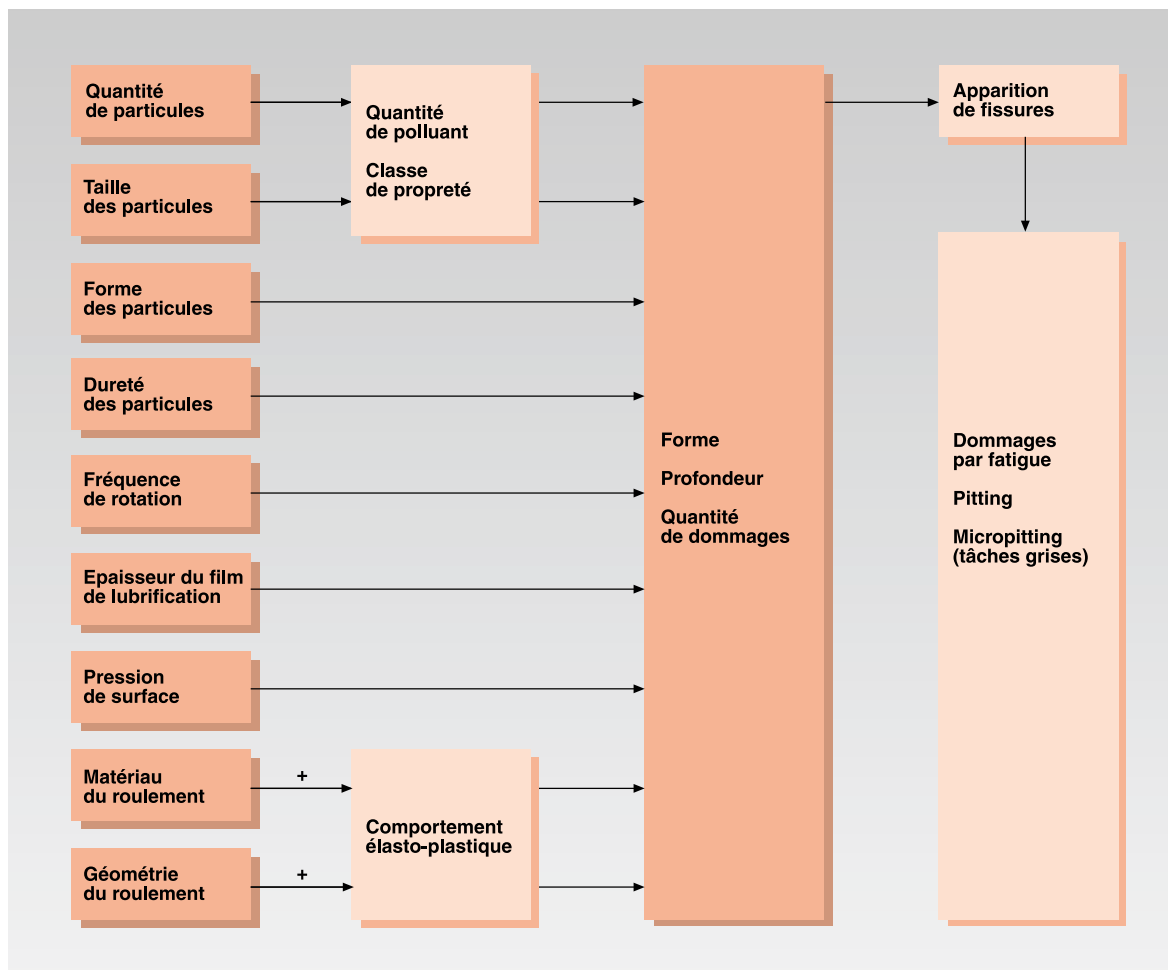 Quantité
de particules
Taille
des particules
Forme
des particules
Dureté
des particules
Fréquence
de rotation
Epaisseur du film
de lubrification
Pression
de surface
Matériau
du roulement
Géométrie
du roulement
+
+
Quantité
de polluant
Classe
de propreté
Comportement
élasto-plastique
Forme
Profondeur
Quantité
de dommages
Apparition
de fissures
Dommages
par fatigue
Pitting
Micropitting
(tâches grises)